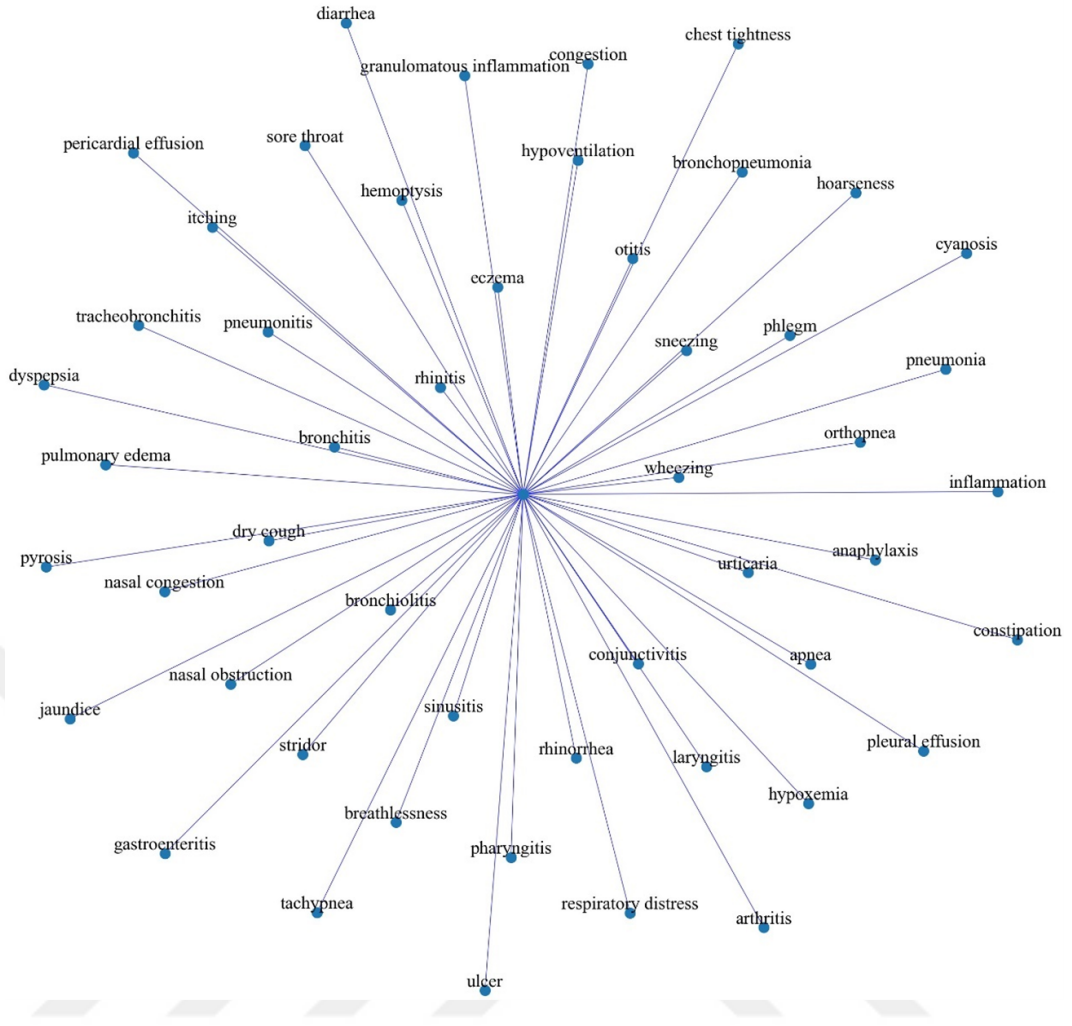 diarrhea
chest tightness
congestion
granulomatous inflammation
sore throat
pericardial effusion
hypoventilation
bronchopneumonia
hoarseness
hemoptysis
itching
otitis
cyanosis
eczema
tracheobronchitis
pneumonitis
phlegm
sneezing
pneumonia
dyspepsia
rhinitis
bronchitis
orthopnea
pulmonary edema
wheezing
inflammation
dry cough
pyrosis
anaphylaxis
urticaria
nasal congestion
bronchiolitis
constipation
conjunctivitis
apnea
nasal obstruction
jaundice
sinusitis
stridor
rhinorrhea
laryngitis
pleural effusion
hypoxemia
breathlessness
gastroenteritis
pharyngitis
tachypnea
respiratory distress
arthritis
ulcer